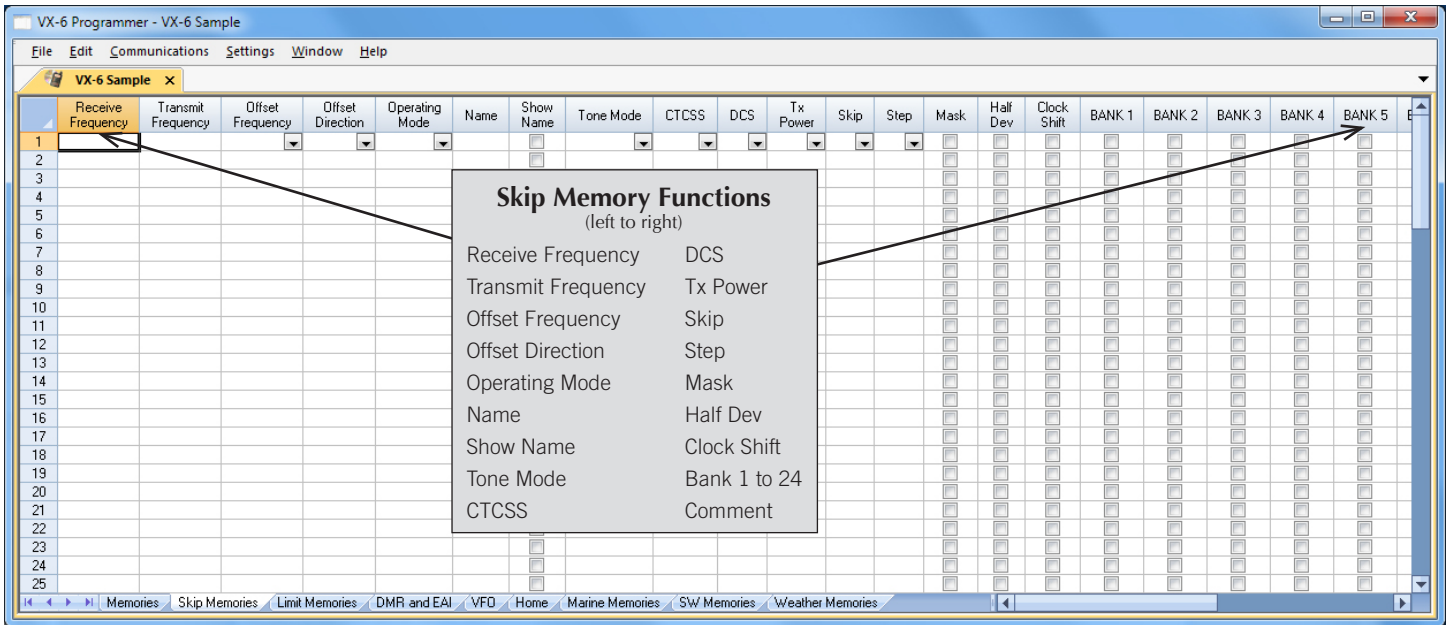 VX-6 Programmer - VX-6 Sample
File Edit Communications Settings Window Help
VX-6 Sample X
Receive Frequency Transmit Frequency Offset Frequency Offset Direction Operating Mode Name Show Name Tone Mode CTCSS DCS Tx Power Skip Step Mask Half Dev Clock Shift BANK 1 BANK 2 BANK 3 BANK 4 BANK 5
1
2
3
4
5
6
7
8
9
10
11
12
13
14
15
16
17
18
19
20
21
22
23
24
25
Skip Memory Functions
(left to right)
Receive Frequency DCS
Transmit Frequency Tx Power
Offset Frequency Skip
Offset Direction Step
Operating Mode Mask
Name Half Dev
Show Name Clock Shift
Tone Mode Bank 1 to 24
CTCSS Comment
Memories Skip Memories Limit Memories DMR and EAI VFO Home Marine Memories SW Memories Weather Memories